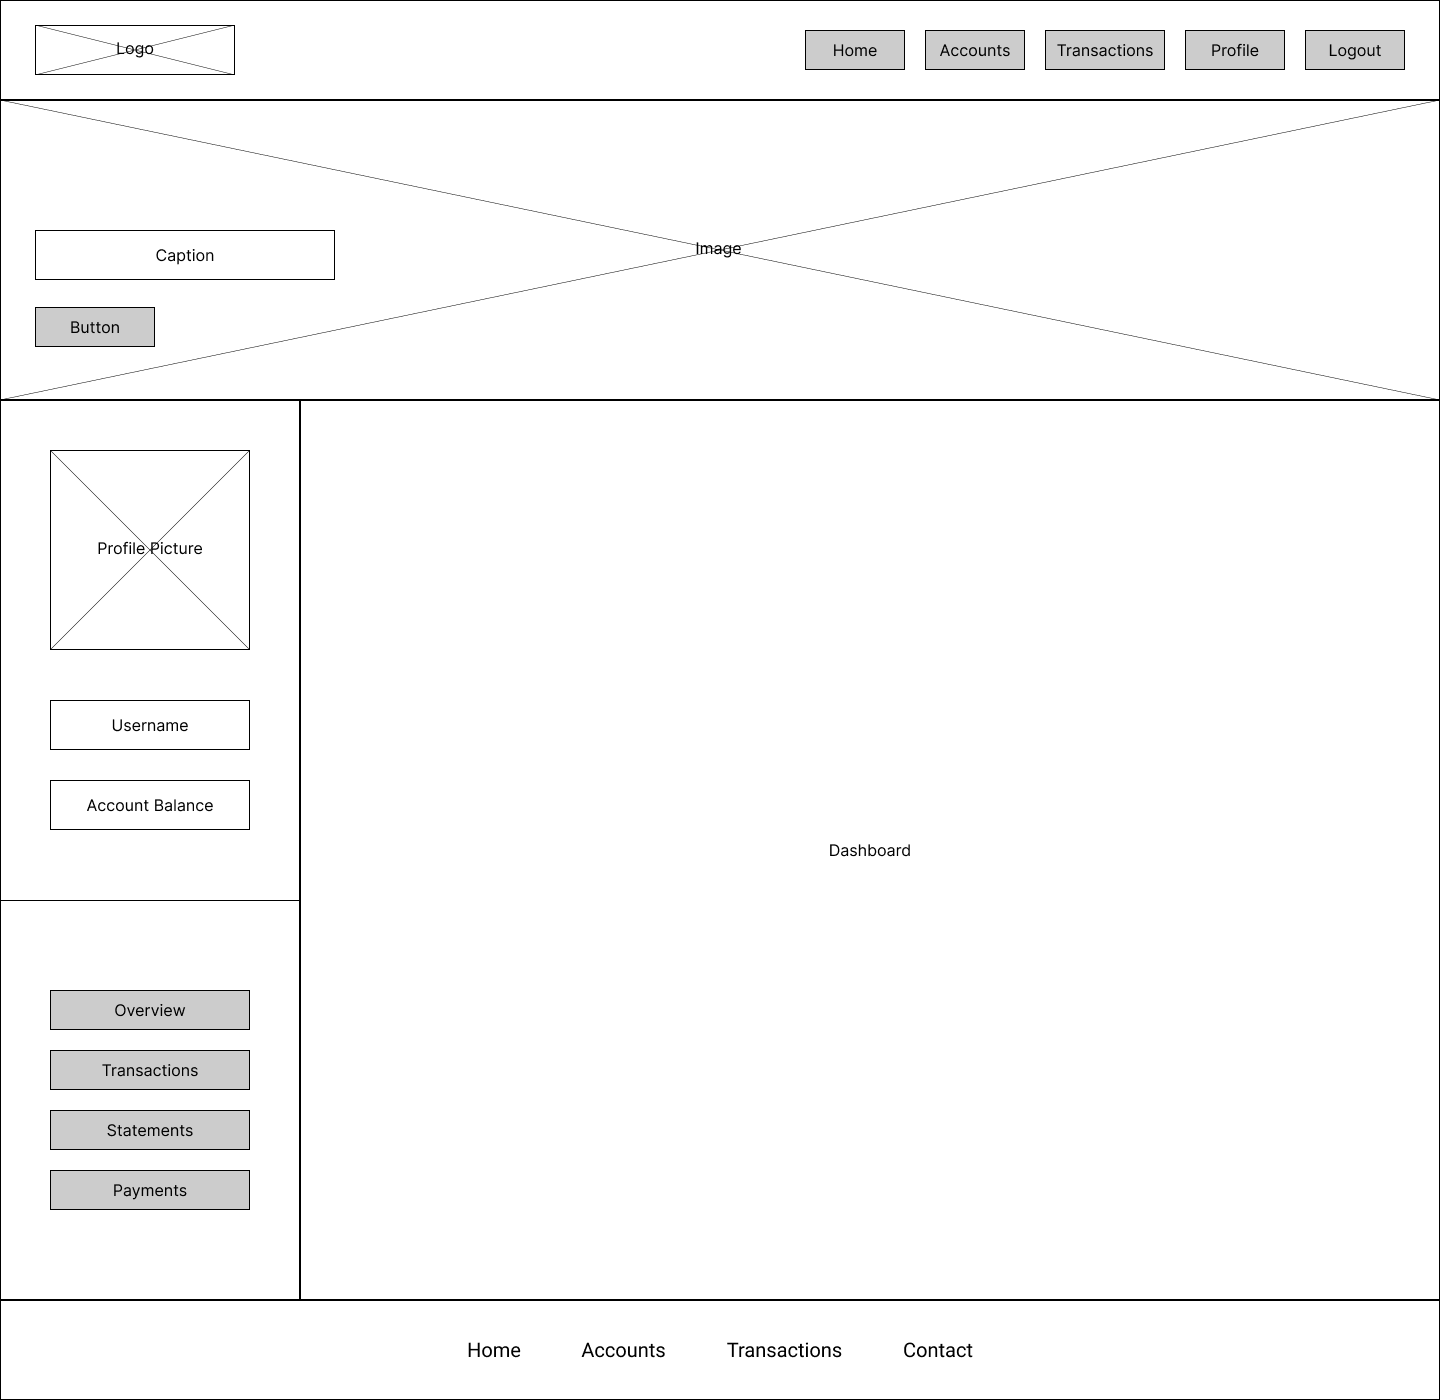 Logo
Home Accounts Transactions Profile Logout
Image
Caption
Button
Profile Picture
Username
Account Balance
Dashboard
Overview
Transactions
Statements
Payments
Home Accounts Transactions Contact